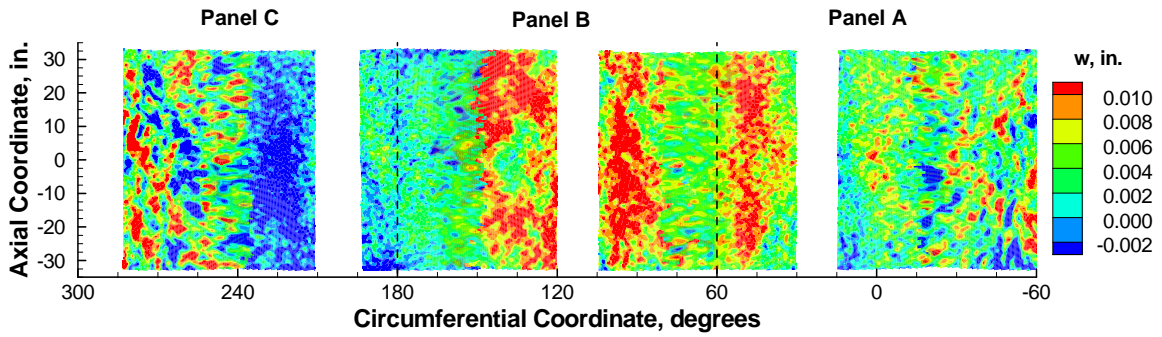 Panel C Panel B Panel A
Axial Coordinate, in.
30
20
10
0
-10
-20
-30
300 240 180 120 60 0 -60
Circumferential Coordinate, degrees
w, in.
0.010
0.008
0.006
0.004
0.002
0.000
-0.002